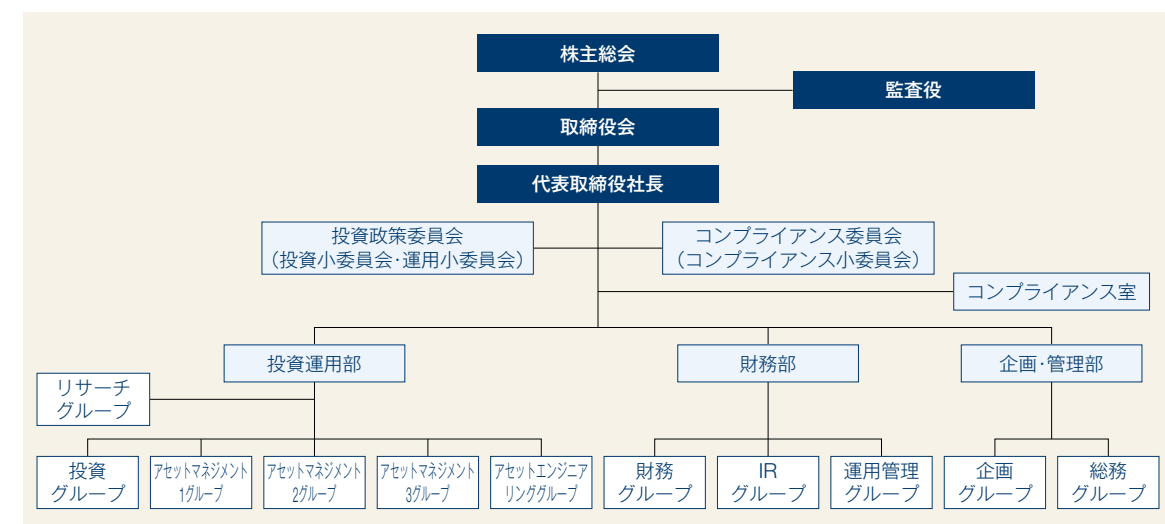 株主総会
監査役
取締役会
代表取締役社長
投資政策委員会
（投資小委員会・運用小委員会）
コンプライアンス委員会
（コンプライアンス小委員会）
コンプライアンス室
投資運用部
財務部
企画・管理部
リサーチ
グループ
投資
グループ
アセットマネジメント
1グループ
アセットマネジメント
2グループ
アセットマネジメント
3グループ
アセットエンジニア
リンググループ
財務
グループ
IR
グループ
運用管理
グループ
企画
グループ
総務
グループ